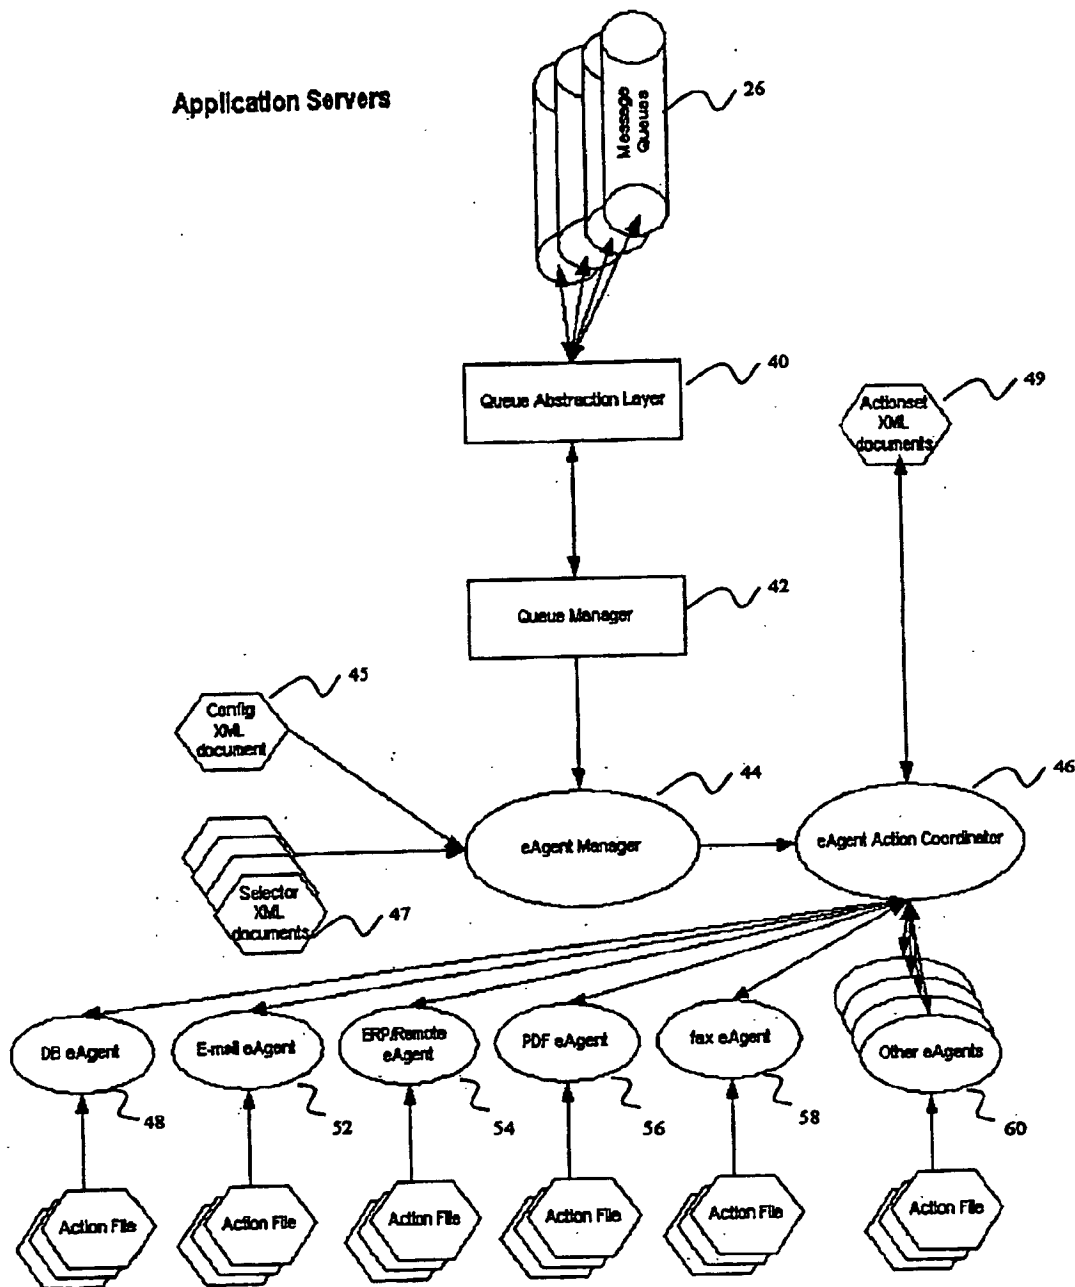 Application Servers
Message
Queues
26
Queue Abstraction Layer
40
Actionset
XML
documents
49
Queue Manager
42
Config
XML
document
45
eAgent Manager
44
eAgent Action Coordinator
46
Selector
XML
documents
47
DB eAgent
E-mail eAgent
ERP/Remote
eAgent
PDF eAgent
fax eAgent
Other eAgents
48
52
54
56
58
60
Action File
Action File
Action File
Action File
Action File
Action File